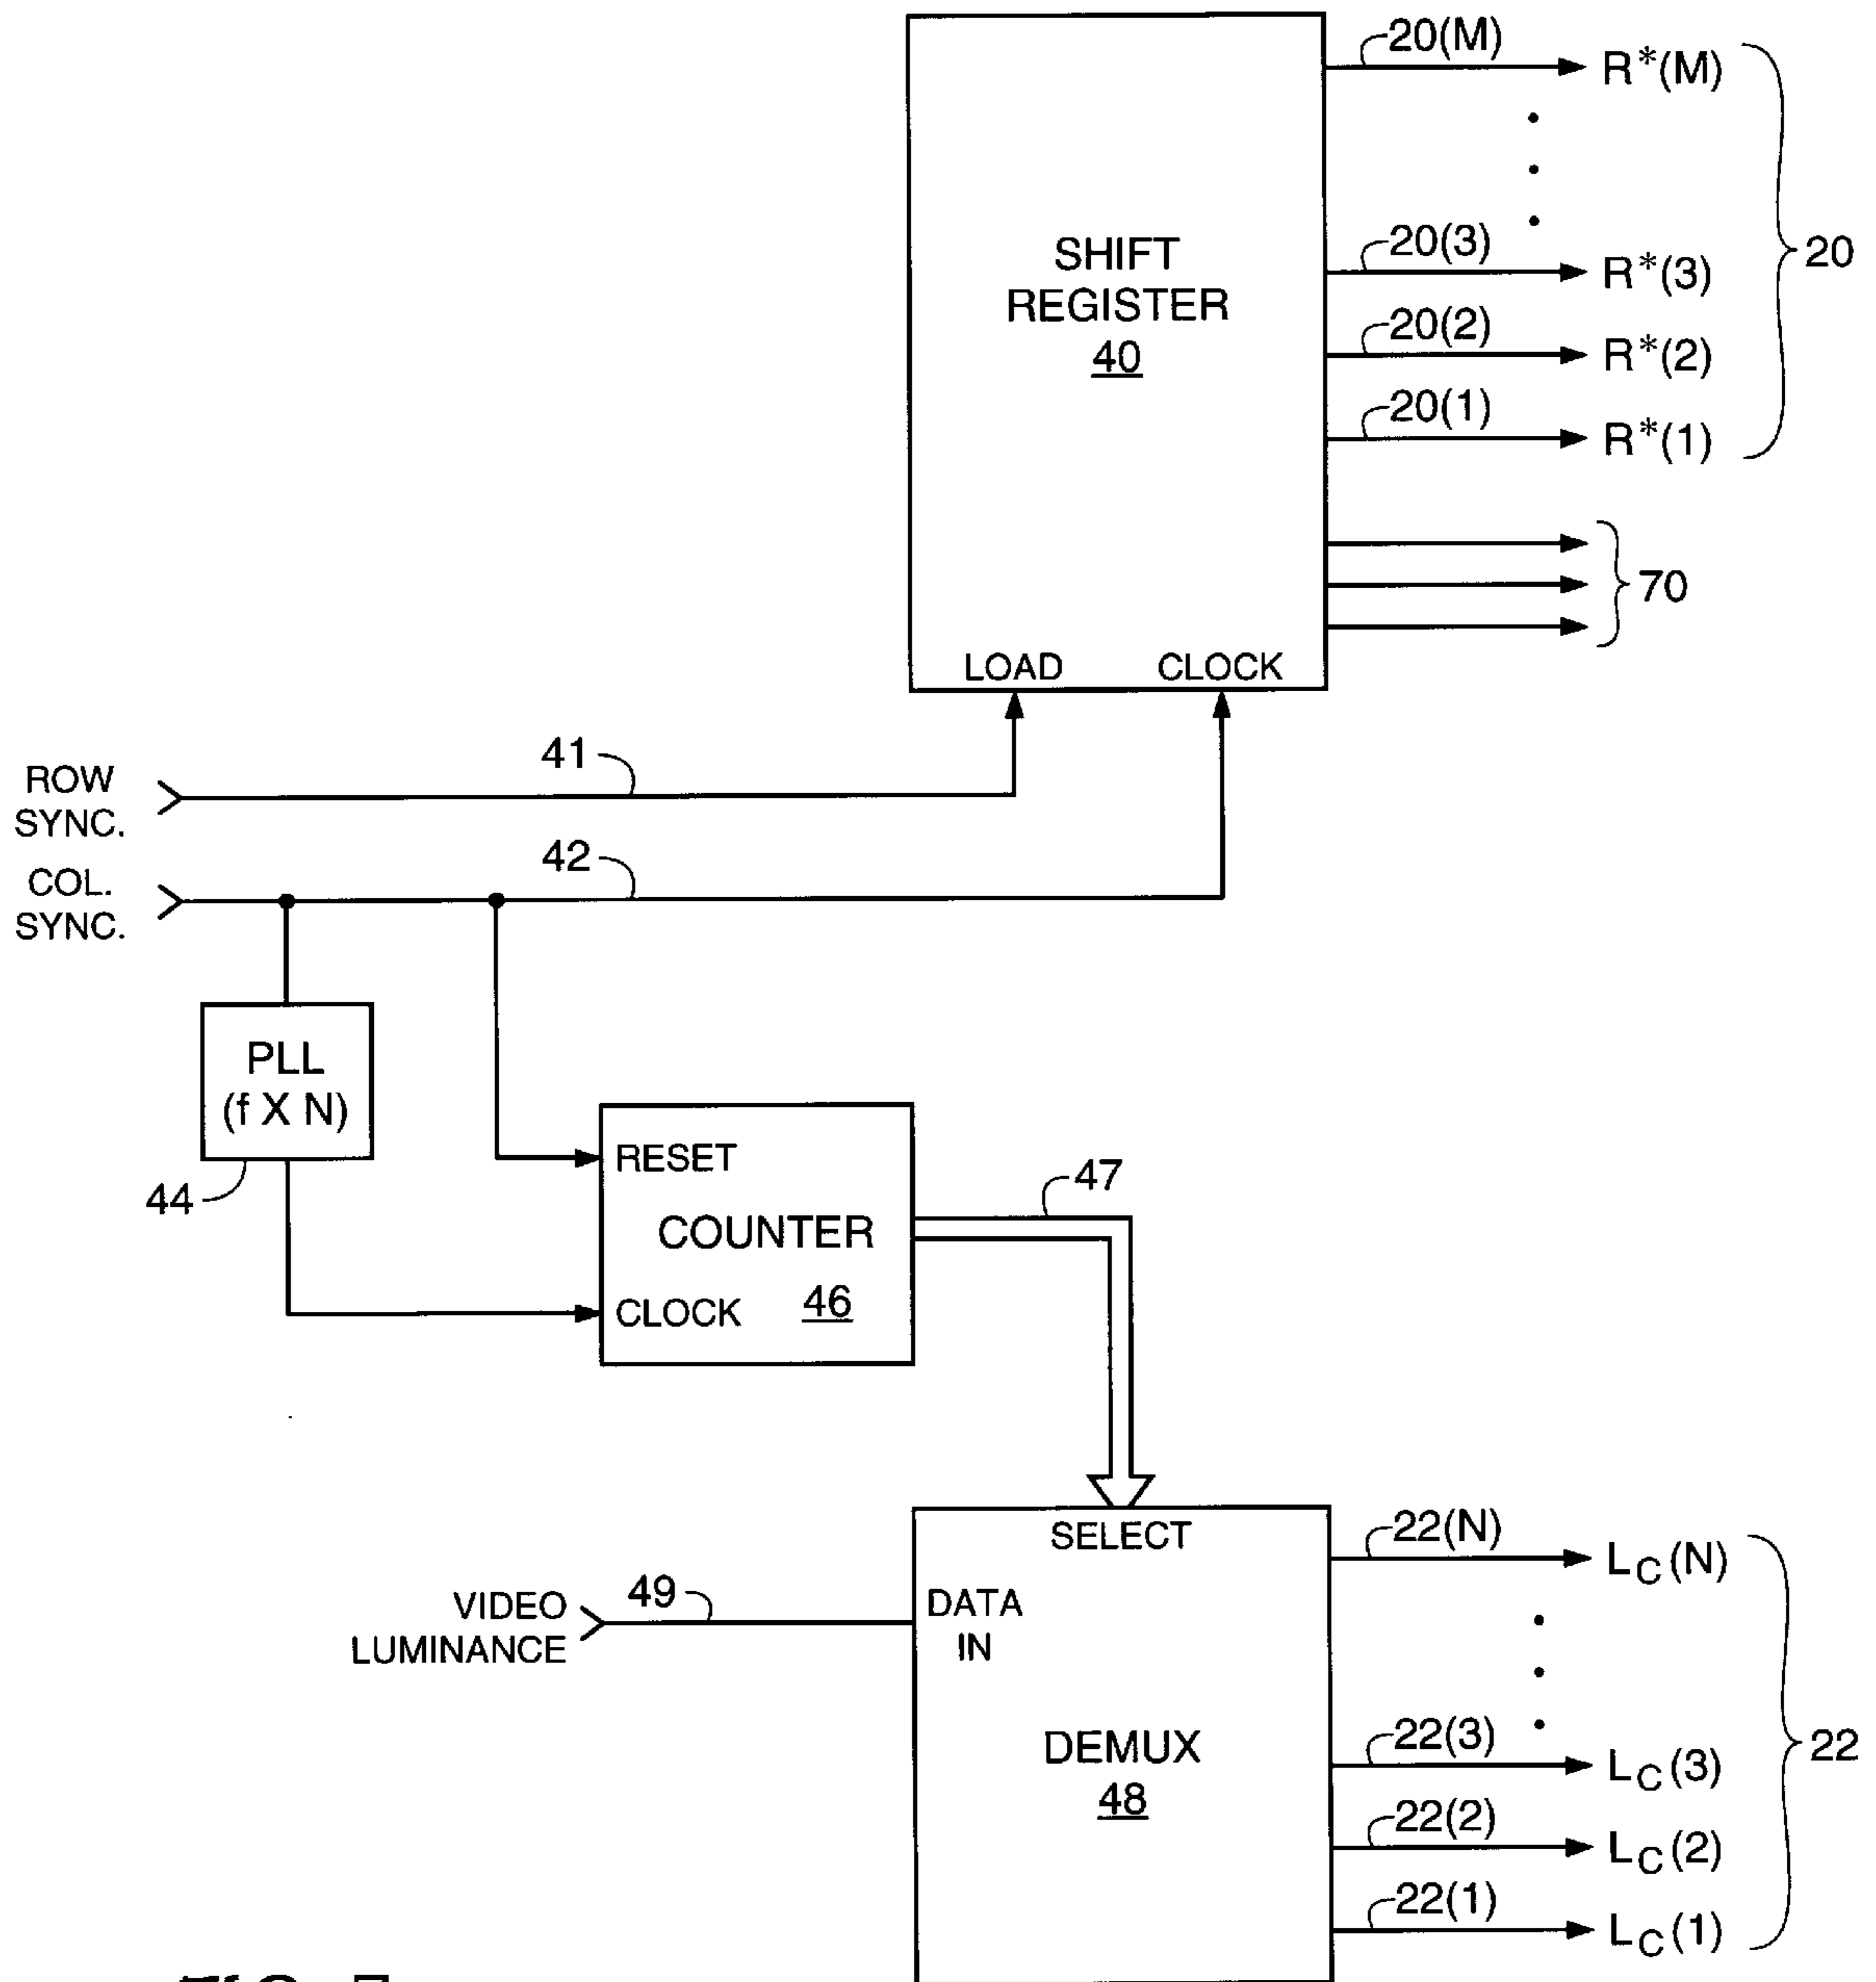 20(M)
R*(M)
20(3)
R*(3)
20
SHIFT
REGISTER
40
20(2)
R*(2)
20(1)
R*(1)
70
LOAD
CLOCK
41
ROW
SYNC.
42
COL.
SYNC.
PLL
(f X N)
44
RESET
COUNTER
46
CLOCK
47
SELECT
22(N)
LC(N)
VIDEO
LUMINANCE
49
DATA
IN
DEMUX
48
22(3)
LC(3)
22
22(2)
LC(2)
22(1)
LC(1)